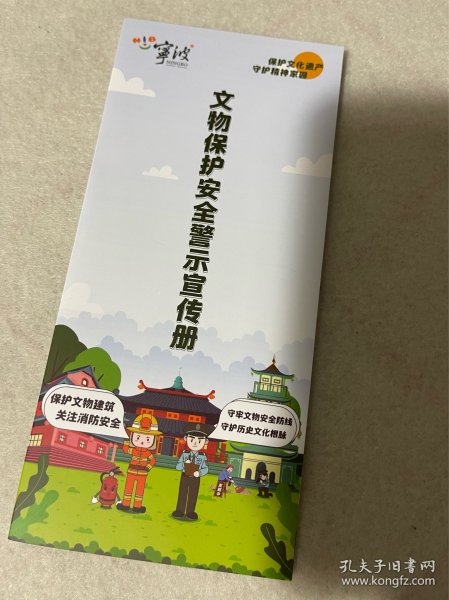 寧波
NINGBO
保护文化遗产
守护精神家园
文物保护安全警示宣传册
保护文物建筑
关注消防安全
守牢文物安全防线
守护历史文化根脉
孔夫子旧书网
www.kongfz.com